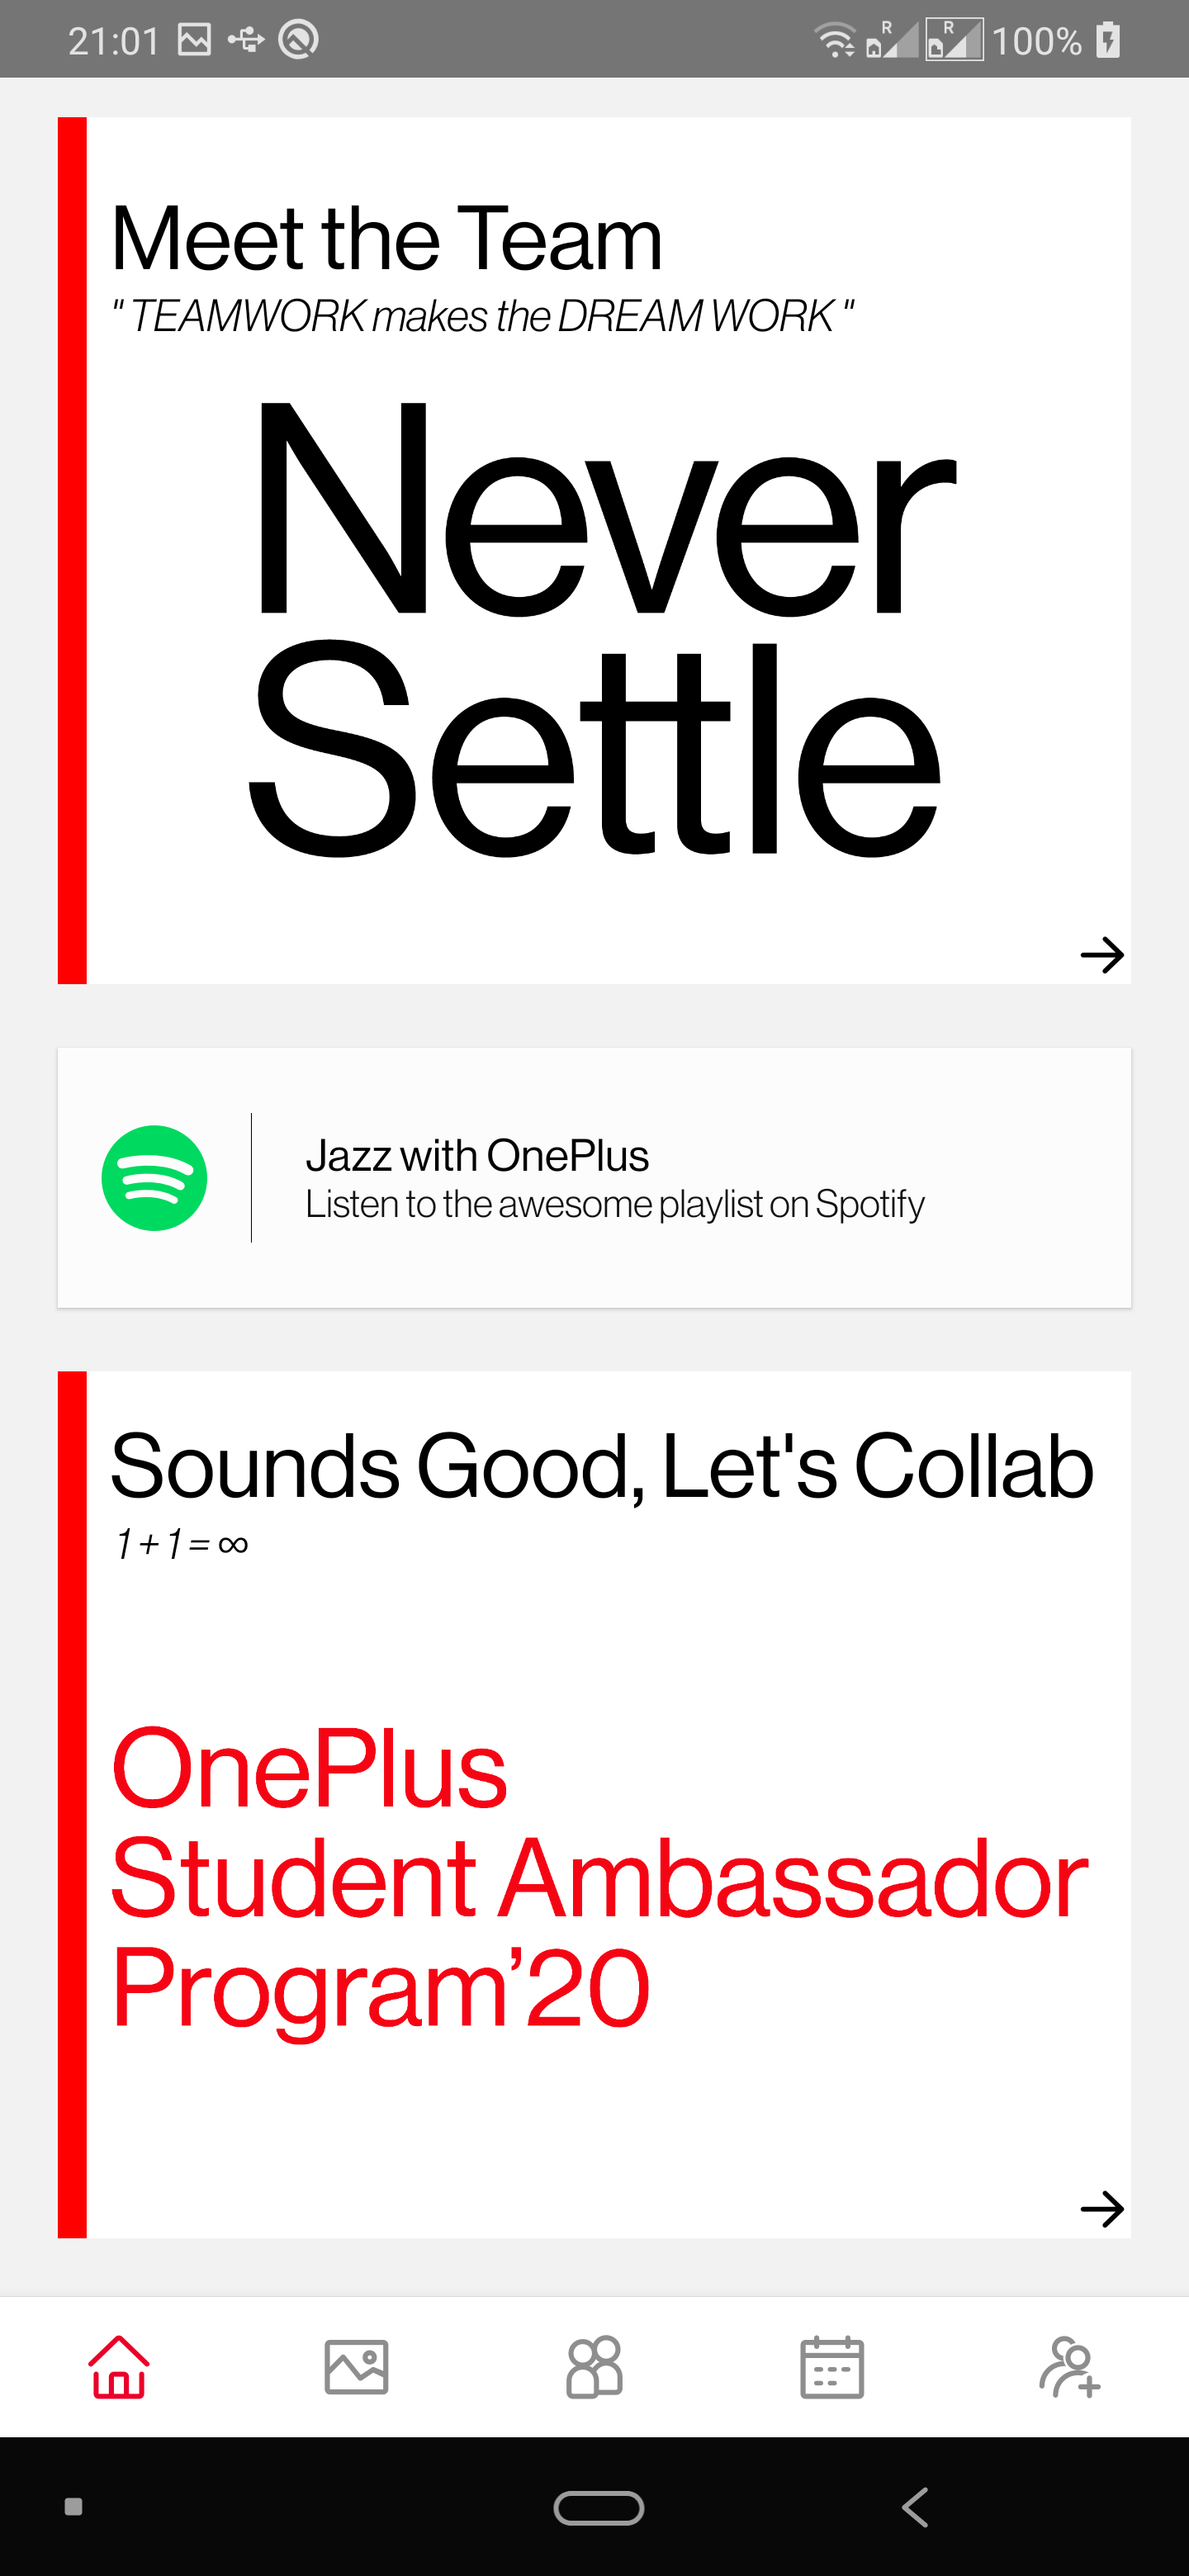 21:01
R R 100%
Meet the Team
" TEAMWORK makes the DREAM WORK "
Never
Settle
Jazz with OnePlus
Listen to the awesome playlist on Spotify
Sounds Good, Let's Collab
1 + 1 = ∞
OnePlus
Student Ambassador
Program’20